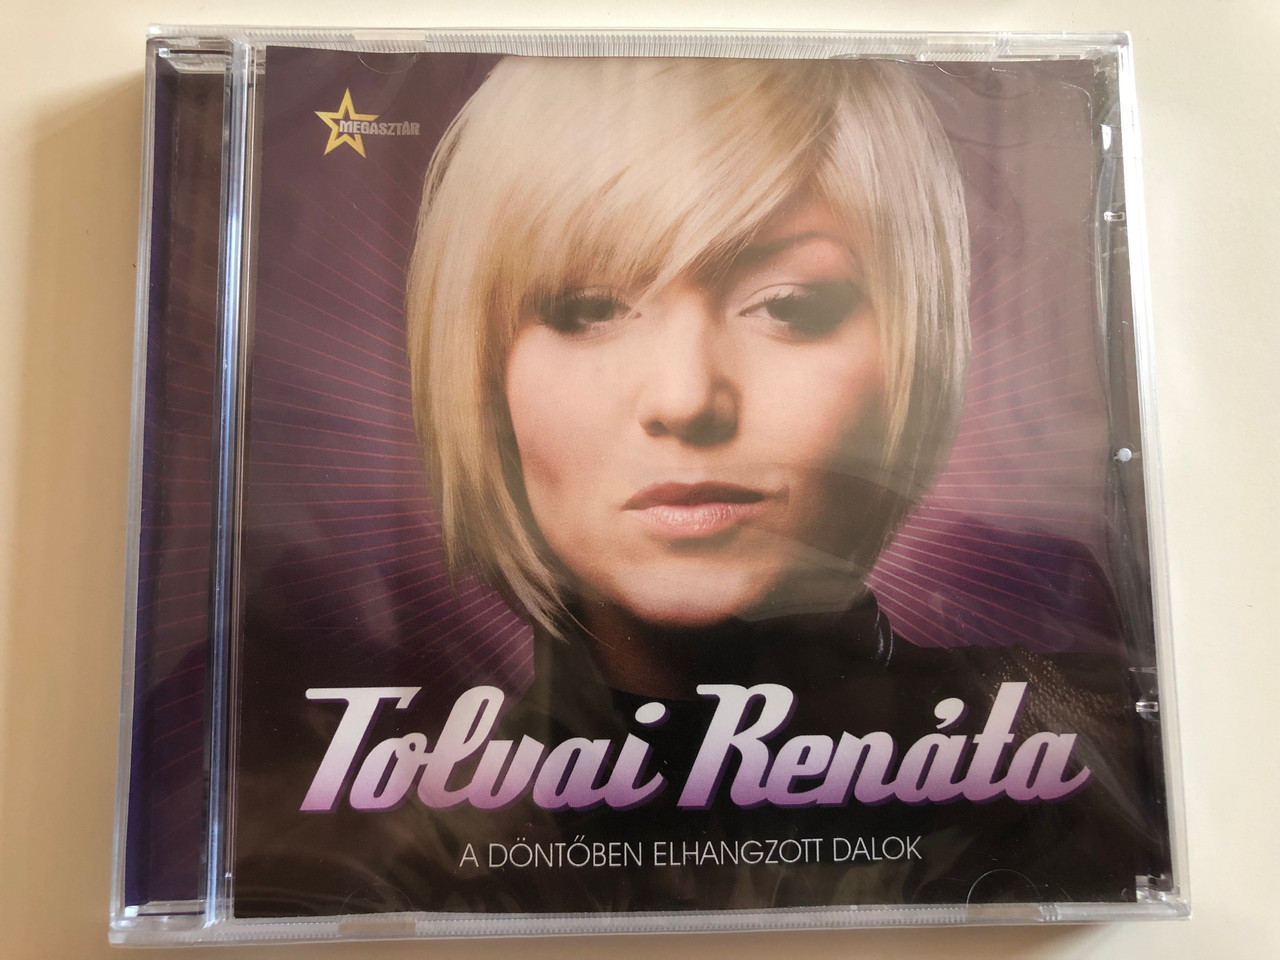 MEGASZTÁR
Tolvai Renáta
A DÖNTŐBEN ELHANGZOTT DALOK